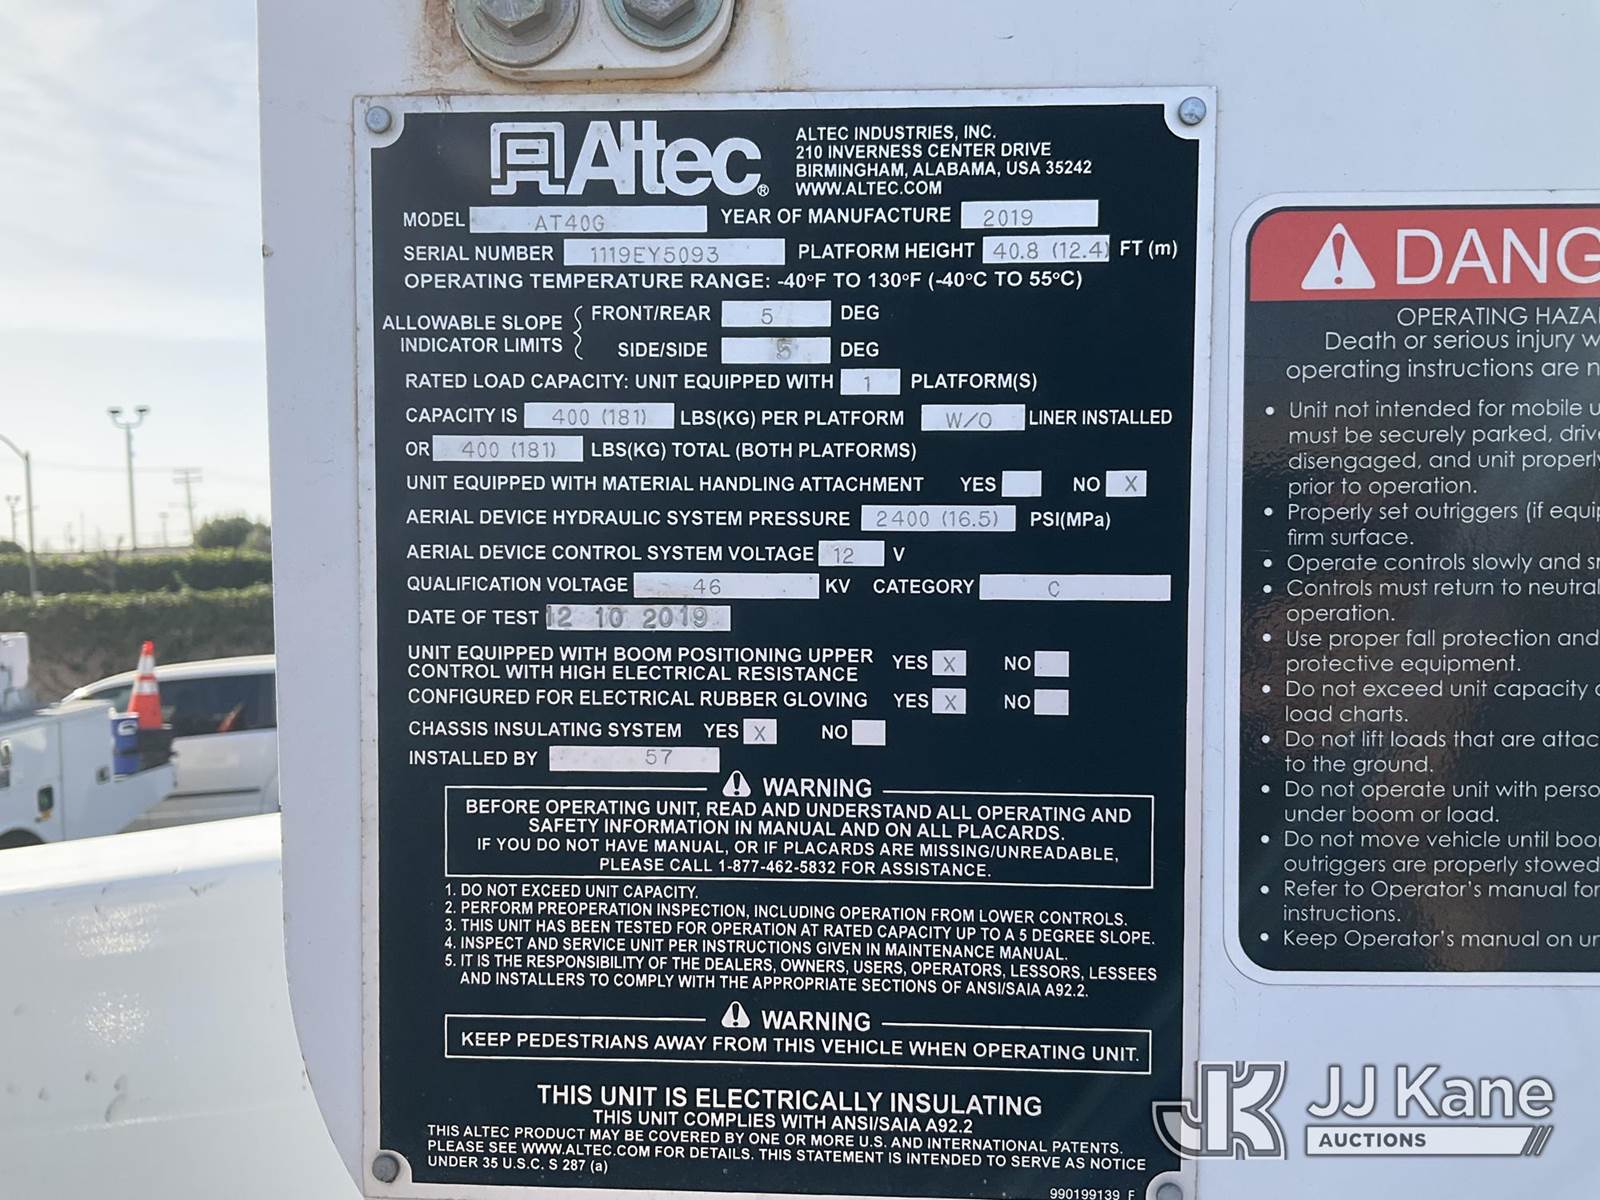 Altec®
ALTEC INDUSTRIES, INC.
210 INVERNESS CENTER DRIVE
BIRMINGHAM, ALABAMA, USA 35242
WWW.ALTEC.COM
MODEL AT40G YEAR OF MANUFACTURE 2019
SERIAL NUMBER 1119EY5093 PLATFORM HEIGHT 40.8 (12.4) FT (m)
OPERATING TEMPERATURE RANGE: -40°F TO 130°F (-40°C TO 55°C)
ALLOWABLE SLOPE INDICATOR LIMITS
FRONT/REAR 5 DEG
SIDE/SIDE 5 DEG
RATED LOAD CAPACITY: UNIT EQUIPPED WITH 1 PLATFORM(S)
CAPACITY IS 400 (181) LBS(KG) PER PLATFORM W/O LINER INSTALLED
OR 400 (181) LBS(KG) TOTAL (BOTH PLATFORMS)
UNIT EQUIPPED WITH MATERIAL HANDLING ATTACHMENT YES NO X
AERIAL DEVICE HYDRAULIC SYSTEM PRESSURE 2400 (16.5) PSI(MPa)
AERIAL DEVICE CONTROL SYSTEM VOLTAGE 12 V
QUALIFICATION VOLTAGE 46 KV CATEGORY C
DATE OF TEST 12 10 2019
UNIT EQUIPPED WITH BOOM POSITIONING UPPER
CONTROL WITH HIGH ELECTRICAL RESISTANCE YES X NO
CONFIGURED FOR ELECTRICAL RUBBER GLOVING YES X NO
CHASSIS INSULATING SYSTEM YES X NO
INSTALLED BY 57
WARNING
BEFORE OPERATING UNIT, READ AND UNDERSTAND ALL OPERATING AND
SAFETY INFORMATION IN MANUAL AND ON ALL PLACARDS.
IF YOU DO NOT HAVE MANUAL, OR IF PLACARDS ARE MISSING/UNREADABLE,
PLEASE CALL 1-877-462-5832 FOR ASSISTANCE.
1. DO NOT EXCEED UNIT CAPACITY.
2. PERFORM PREOPERATION INSPECTION, INCLUDING OPERATION FROM LOWER CONTROLS.
3. THIS UNIT HAS BEEN TESTED FOR OPERATION AT RATED CAPACITY UP TO A 5 DEGREE SLOPE.
4. INSPECT AND SERVICE UNIT PER INSTRUCTIONS GIVEN IN MAINTENANCE MANUAL.
5. IT IS THE RESPONSIBILITY OF THE DEALERS, OWNERS, USERS, OPERATORS, LESSORS, LESSEES
AND INSTALLERS TO COMPLY WITH THE APPROPRIATE SECTIONS OF ANSI/SAIA A92.2.
WARNING
KEEP PEDESTRIANS AWAY FROM THIS VEHICLE WHEN OPERATING UNIT.
THIS UNIT IS ELECTRICALLY INSULATING
THIS UNIT COMPLIES WITH ANSI/SAIA A92.2
THIS ALTEC PRODUCT MAY BE COVERED BY ONE OR MORE U.S. AND INTERNATIONAL PATENTS.
PLEASE SEE WWW.ALTEC.COM FOR DETAILS. THIS STATEMENT IS INTENDED TO SERVE AS NOTICE
UNDER 35 U.S.C. S 287 (a)
990199139 F
DANG
OPERATING HAZA
Death or serious injury w
operating instructions are n
• Unit not intended for mobile u
must be securely parked, driv
disengaged, and unit properly
prior to operation.
• Properly set outriggers (if equi
firm surface.
• Operate controls slowly and s
• Controls must return to neutral
operation.
• Use proper fall protection and
protective equipment.
• Do not exceed unit capacity
load charts.
• Do not lift loads that are attac
to the ground.
• Do not operate unit with perso
under boom or load.
• Do not move vehicle until boo
outriggers are properly stowed
• Refer to Operator's manual for
instructions.
• Keep Operator's manual on un
JK JJ Kane
AUCTIONS